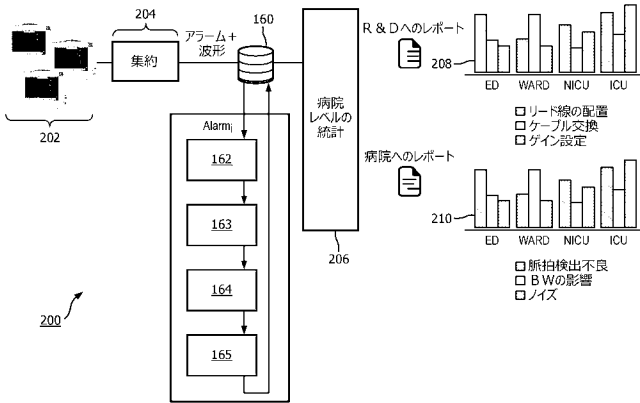 204
集約
202
アラーム+
波形
160
Alarmi
162
163
164
165
200
病院
レベルの
統計
206
R&Dへのレポート
208
ED WARD NICU ICU
リード線の配置
ケーブル交換
ゲイン設定
病院へのレポート
210
ED WARD NICU ICU
脈拍検出不良
BWの影響
ノイズ